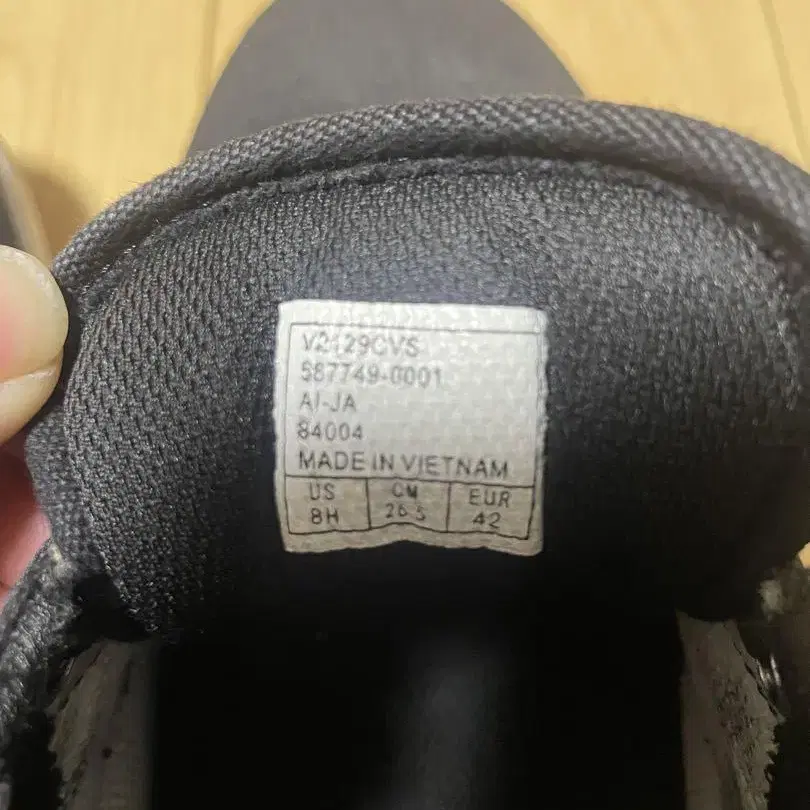 V2129CVS
587749-0001
AI-JA
84004
MADE IN VIETNAM
US CM EUR
8H 26.5 42